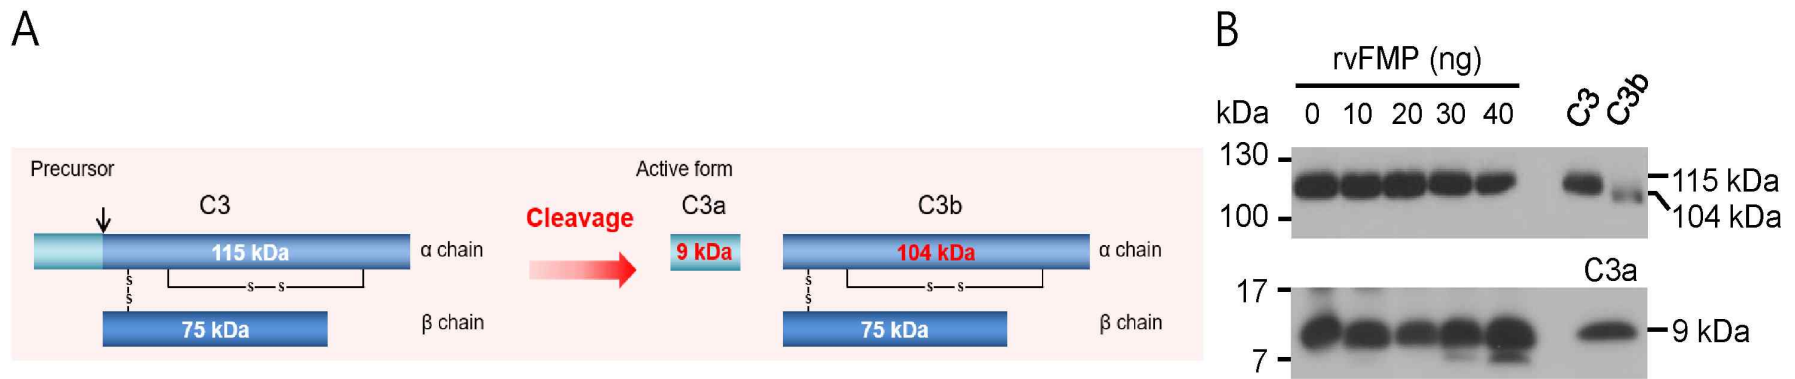 A
Precursor
C3
115 kDa
α chain
s
s
s s
75 kDa
β chain
Cleavage
Active form
C3a
9 kDa
C3b
104 kDa
α chain
s
s
s s
75 kDa
β chain
B
rvFMP (ng)
kDa 0 10 20 30 40 C3 C3b
130
100
115 kDa
104 kDa
C3a
17
7
9 kDa